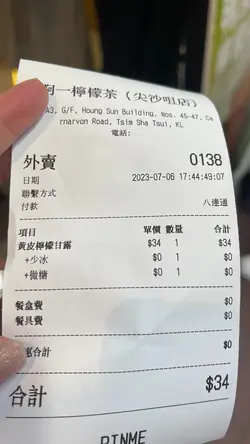 阿一檸檬茶（尖沙咀店）
A3, G/F, Houng Sun Building, Nos. 45-47, Ca
rnarvon Road, Tsim Sha Tsui, KL
電話:
外賣 0138
日期 2023-07-06 17:44:49:07
聯繫方式
付款 八達通
項目 單價 數量 合計
黃皮檸檬甘露 $34 1 $34
+少冰 $0 1 $0
+微糖 $0 1 $0
餐盒費 $0
餐具費 $0
惠合計 $0
合計 $34
BINME